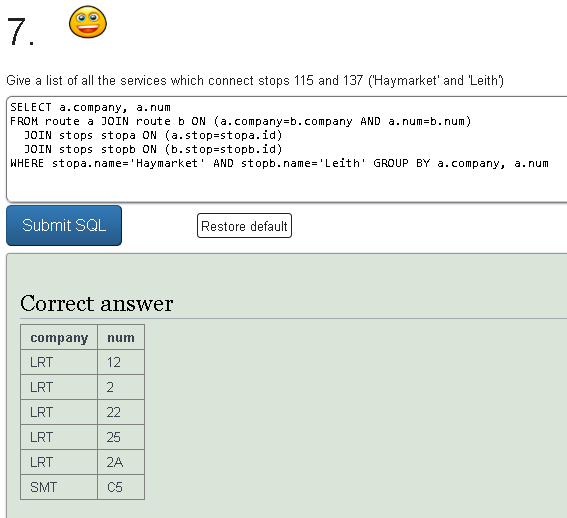 7.
Give a list of all the services which connect stops 115 and 137 ('Haymarket' and 'Leith')
SELECT a.company, a.num
FROM route a JOIN route b ON (a.company=b.company AND a.num=b.num)
JOIN stops stopa ON (a.stop=stopa.id)
JOIN stops stopb ON (b.stop=stopb.id)
WHERE stopa.name='Haymarket' AND stopb.name='Leith' GROUP BY a.company, a.num
Submit SQL Restore default
Correct answer
company num
LRT 12
LRT 2
LRT 22
LRT 25
LRT 2A
SMT C5